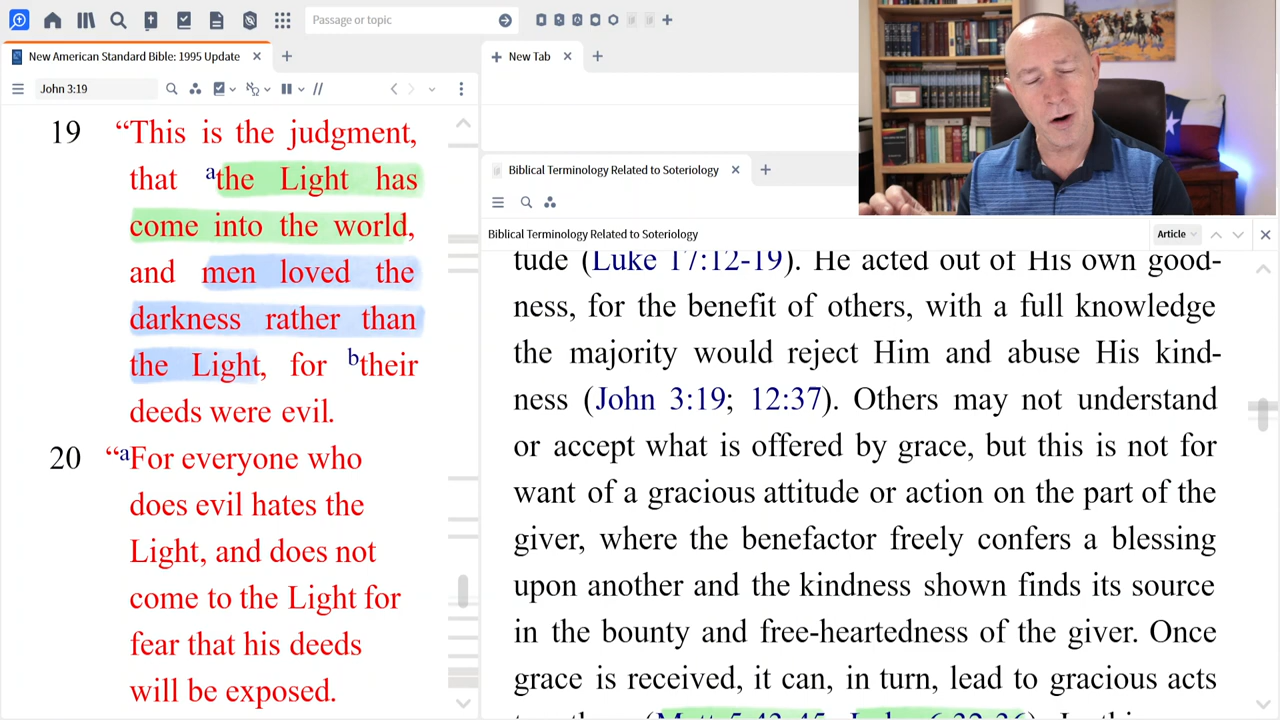 Passage or topic
New American Standard Bible: 1995 Update
New Tab
John 3:19
19 “This is the judgment,
that ᵃthe Light has
come into the world,
and men loved the
darkness rather than
the Light, for ᵇtheir
deeds were evil.
20 “ᵃFor everyone who
does evil hates the
Light, and does not
come to the Light for
fear that his deeds
will be exposed.
Biblical Terminology Related to Soteriology
Biblical Terminology Related to Soteriology
Article
tude (Luke 17:12-19). He acted out of His own good-
ness, for the benefit of others, with a full knowledge
the majority would reject Him and abuse His kind-
ness (John 3:19; 12:37). Others may not understand
or accept what is offered by grace, but this is not for
want of a gracious attitude or action on the part of the
giver, where the benefactor freely confers a blessing
upon another and the kindness shown finds its source
in the bounty and free-heartedness of the giver. Once
grace is received, it can, in turn, lead to gracious acts